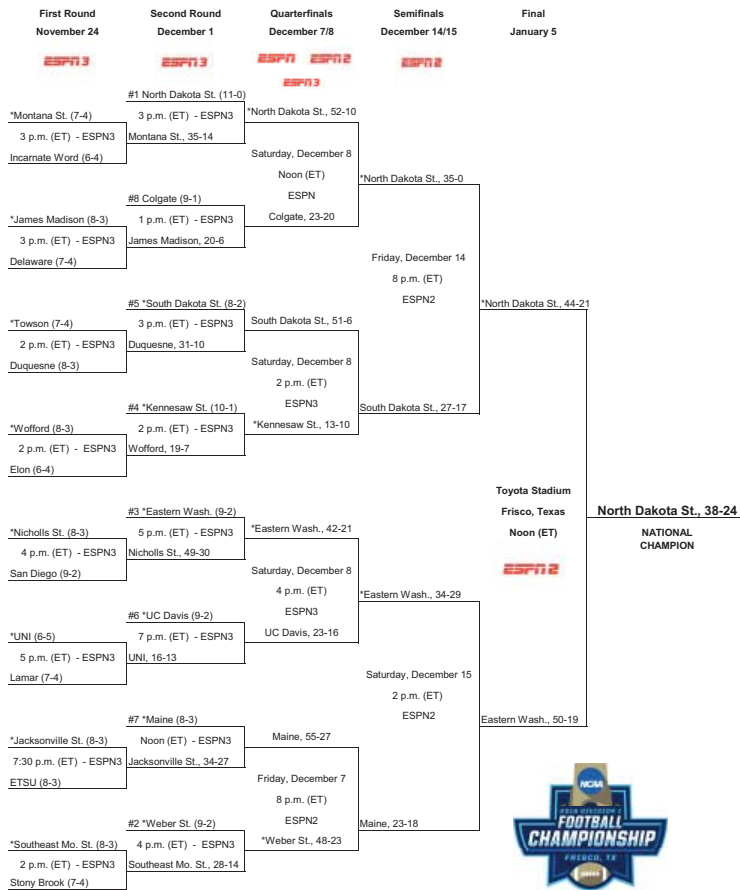 First Round
November 24
ESPN3
Second Round
December 1
ESPN3
Quarterfinals
December 7/8
ESPN ESPN2
ESPN3
Semifinals
December 14/15
ESPN2
Final
January 5
*Montana St. (7-4)
3 p.m. (ET) - ESPN3
Incarnate Word (6-4)
*James Madison (8-3)
3 p.m. (ET) - ESPN3
Delaware (7-4)
*Towson (7-4)
2 p.m. (ET) - ESPN3
Duquesne (8-3)
*Wofford (8-3)
2 p.m. (ET) - ESPN3
Elon (6-4)
*Nicholls St. (8-3)
4 p.m. (ET) - ESPN3
San Diego (9-2)
*UNI (6-5)
5 p.m. (ET) - ESPN3
Lamar (7-4)
*Jacksonville St. (8-3)
7:30 p.m. (ET) - ESPN3
ETSU (8-3)
*Southeast Mo. St. (8-3)
2 p.m. (ET) - ESPN3
Stony Brook (7-4)
#1 North Dakota St. (11-0)
3 p.m. (ET) - ESPN3
Montana St., 35-14
#8 Colgate (9-1)
1 p.m. (ET) - ESPN3
James Madison, 20-6
#5 *South Dakota St. (8-2)
3 p.m. (ET) - ESPN3
Duquesne, 31-10
#4 *Kennesaw St. (10-1)
2 p.m. (ET) - ESPN3
Wofford, 19-7
#3 *Eastern Wash. (9-2)
5 p.m. (ET) - ESPN3
Nicholls St., 49-30
#6 *UC Davis (9-2)
7 p.m. (ET) - ESPN3
UNI, 16-13
#7 *Maine (8-3)
Noon (ET) - ESPN3
Jacksonville St., 34-27
#2 *Weber St. (9-2)
4 p.m. (ET) - ESPN3
Southeast Mo. St., 28-14
*North Dakota St., 52-10
Saturday, December 8
Noon (ET)
ESPN
Colgate, 23-20
South Dakota St., 51-6
Saturday, December 8
2 p.m. (ET)
ESPN3
*Kennesaw St., 13-10
*Eastern Wash., 42-21
Saturday, December 8
4 p.m. (ET)
ESPN3
UC Davis, 23-16
Maine, 55-27
Friday, December 7
8 p.m. (ET)
ESPN2
*Weber St., 48-23
*North Dakota St., 35-0
Friday, December 14
8 p.m. (ET)
ESPN2
South Dakota St., 27-17
*Eastern Wash., 34-29
Saturday, December 15
2 p.m. (ET)
ESPN2
Maine, 23-18
*North Dakota St., 44-21
Toyota Stadium
Frisco, Texas
Noon (ET)
ESPN2
Eastern Wash., 50-19
North Dakota St., 38-24
NATIONAL
CHAMPION
NCAA
2018 DIVISION I
FOOTBALL
CHAMPIONSHIP
FRISCO, TX